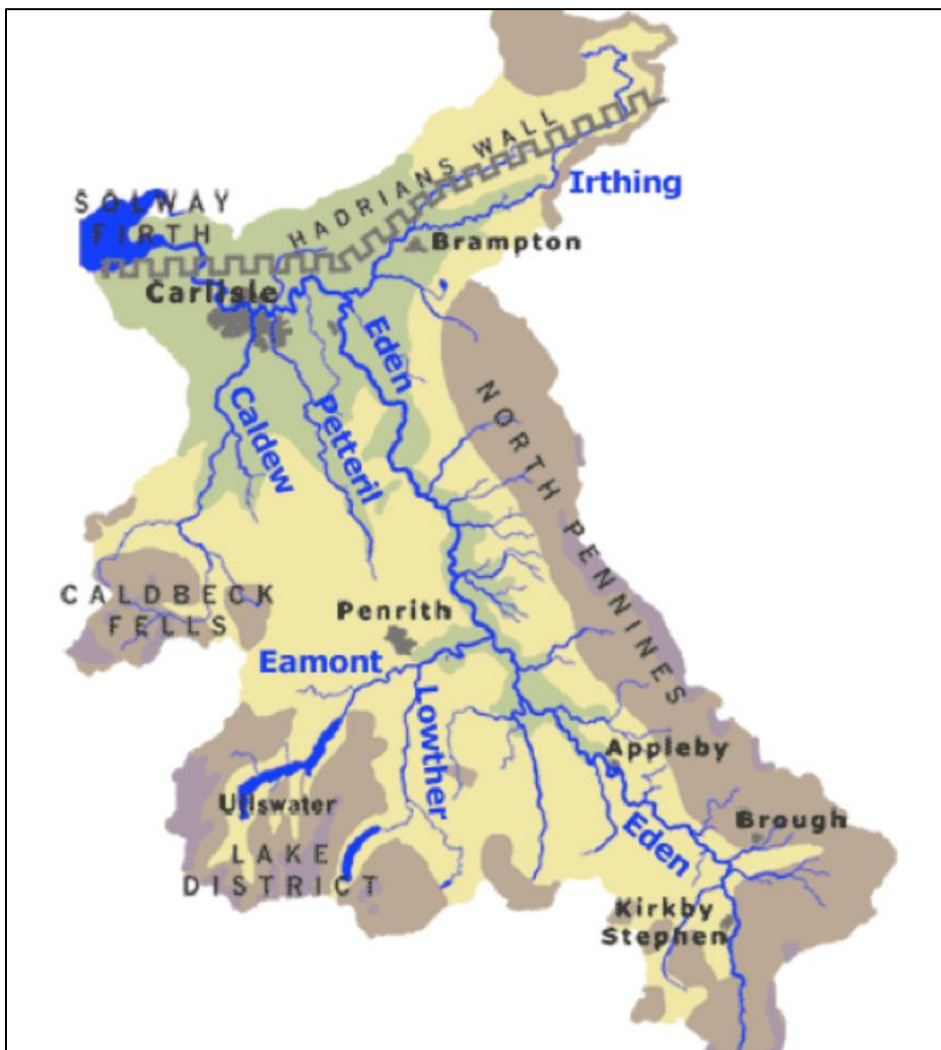 HADRIANS WALL
SOLWAY
FIRTH
Irthing
Brampton
Carlisle
Eden
NORTH PENNINES
Caldew
Petteril
CALDBECK
FELLS
Penrith
Eamont
Lowther
Appleby
Ullswater
Brough
Eden
LAKE
DISTRICT
Kirkby
Stephen